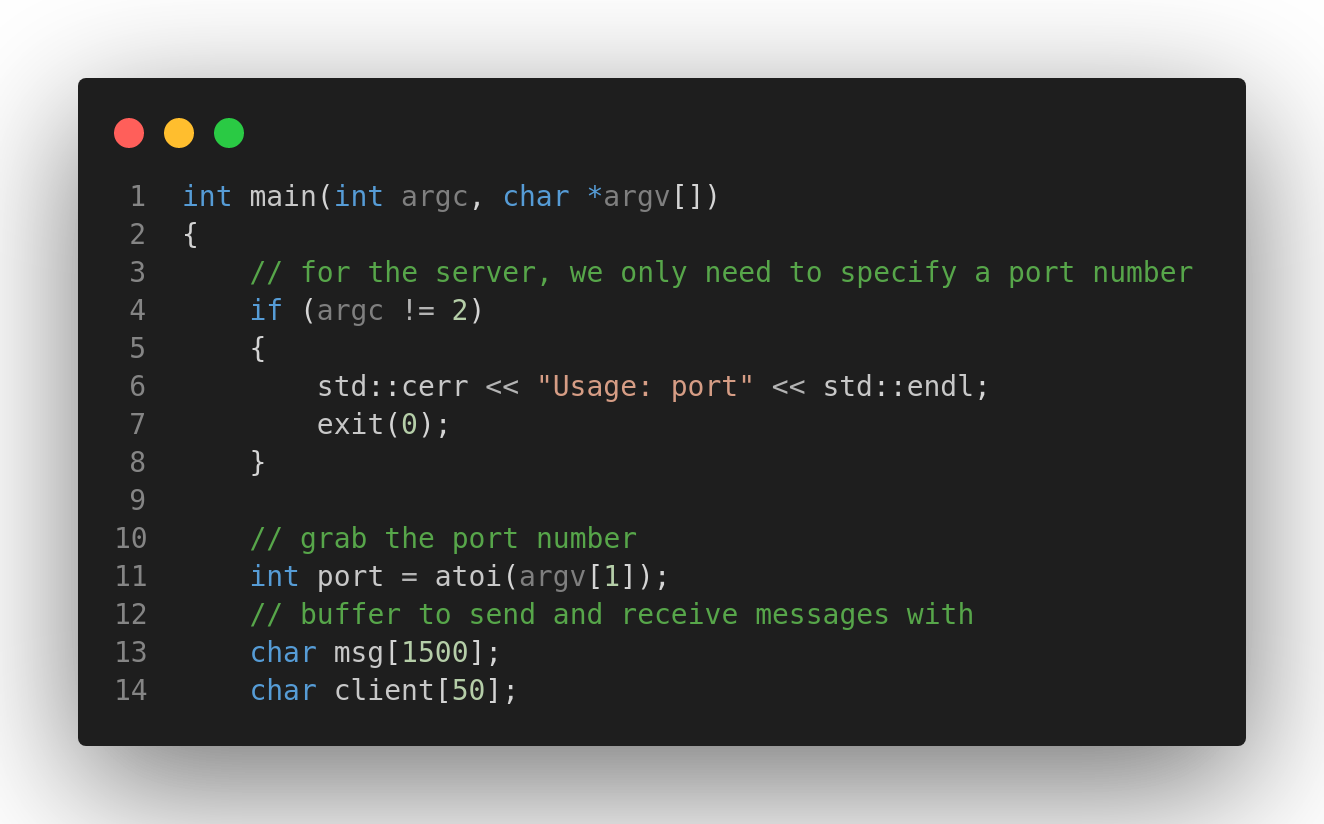 1 int main(int argc, char *argv[])
2 {
3     // for the server, we only need to specify a port number
4     if (argc != 2)
5     {
6         std::cerr << "Usage: port" << std::endl;
7         exit(0);
8     }
9
10     // grab the port number
11     int port = atoi(argv[1]);
12     // buffer to send and receive messages with
13     char msg[1500];
14     char client[50];